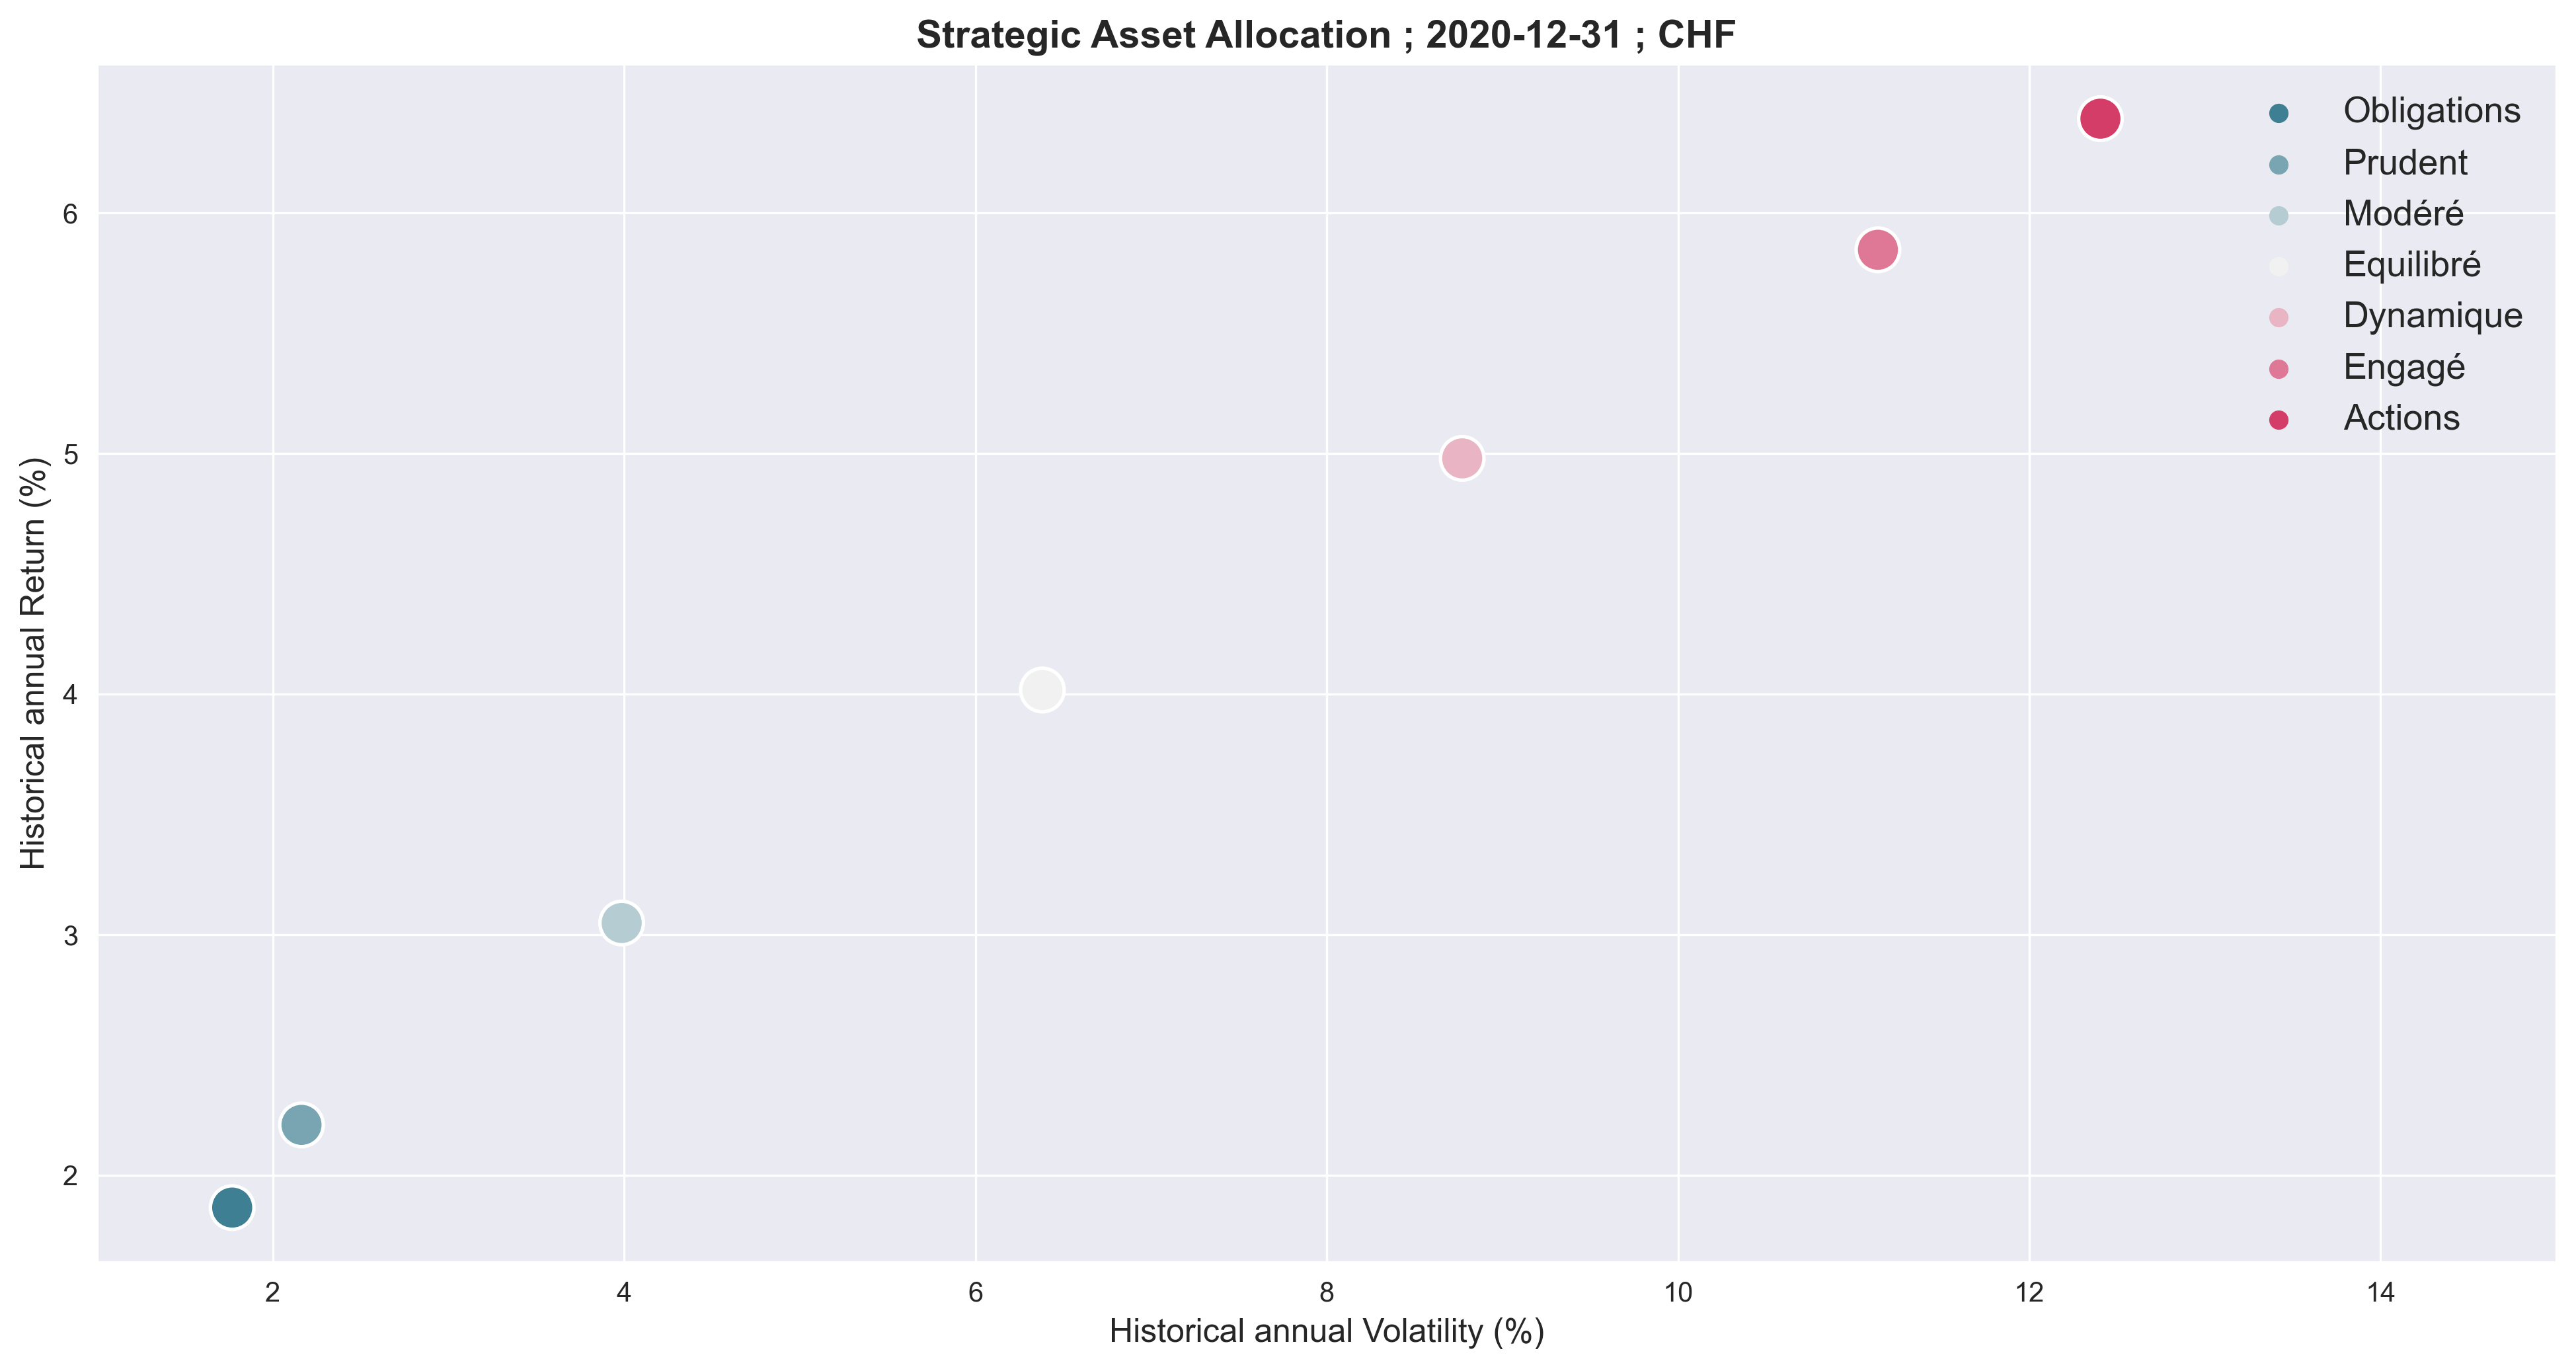 Strategic Asset Allocation ; 2020-12-31 ; CHF
Obligations
Prudent
Modéré
Equilibré
Dynamique
Engagé
Actions
Historical annual Return (%)
6
5
4
3
2
2 4 6 8 10 12 14
Historical annual Volatility (%)